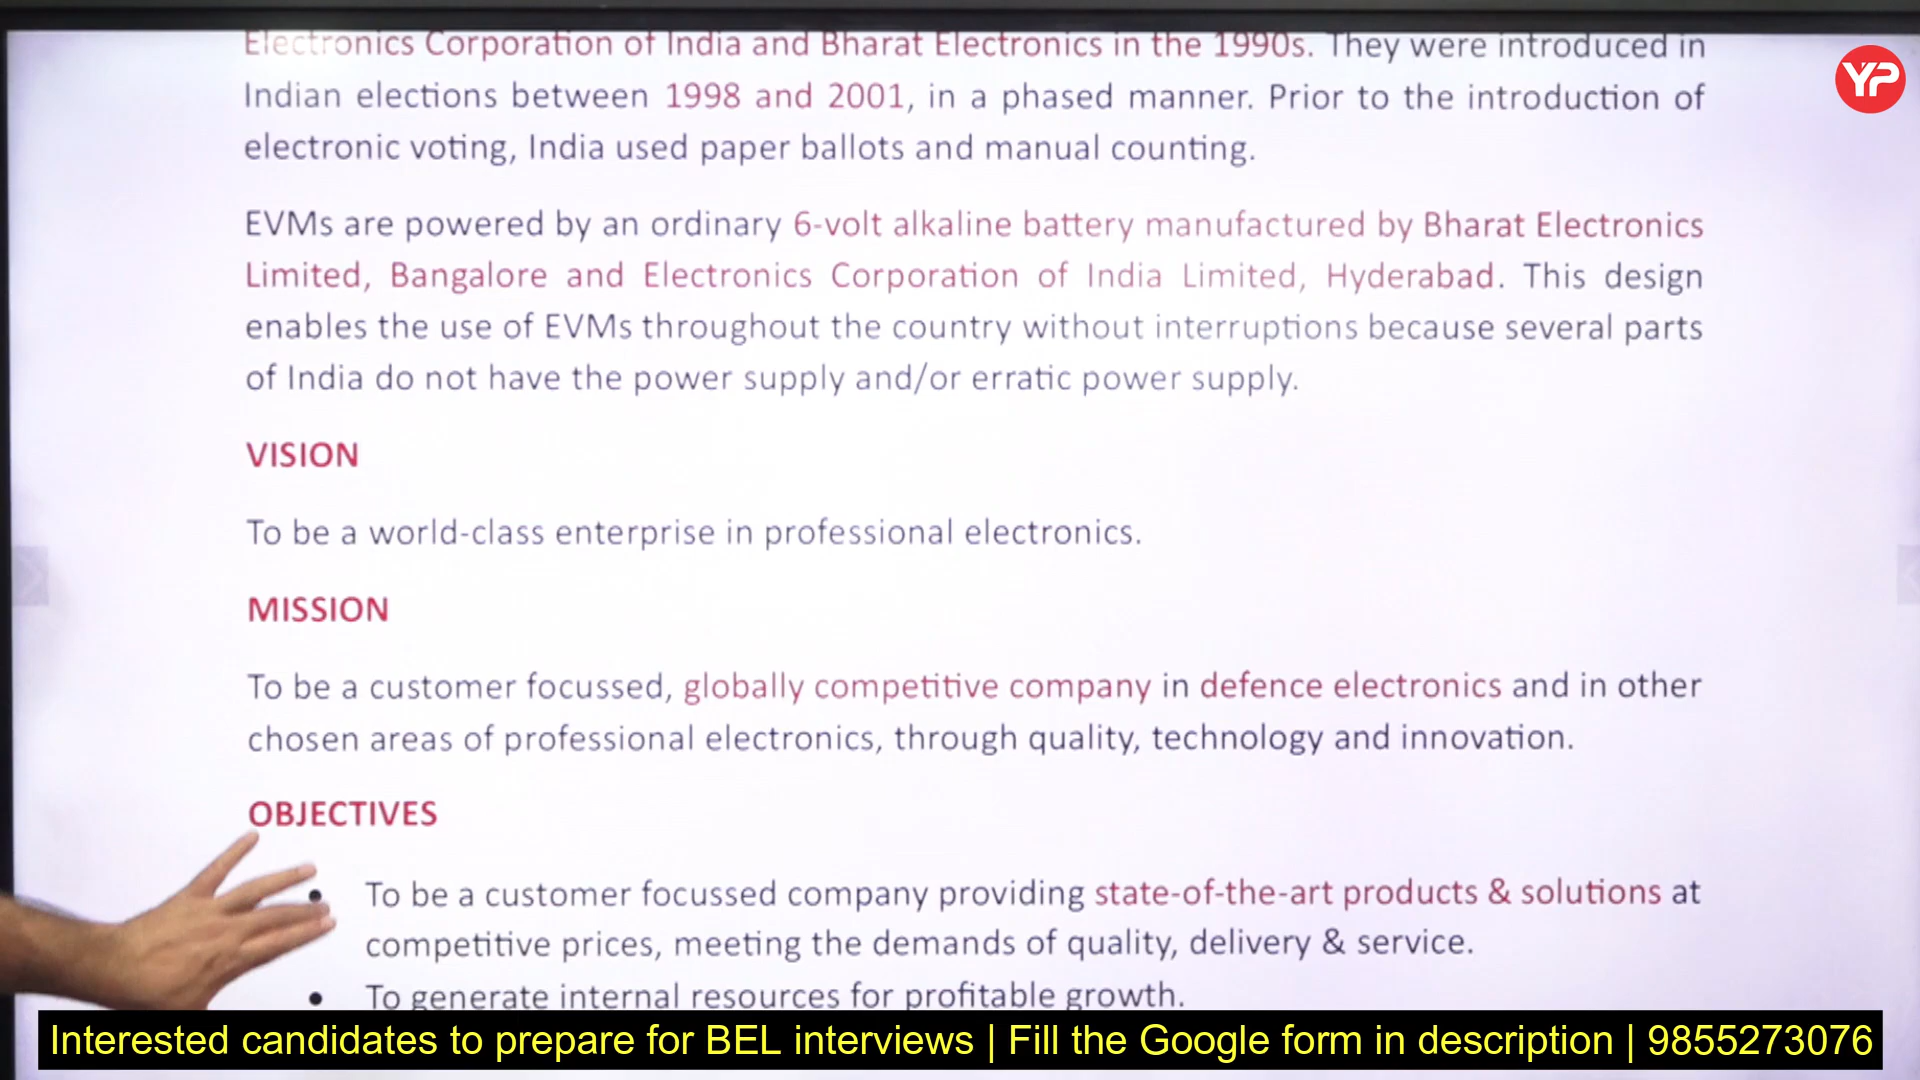 Electronics Corporation of India and Bharat Electronics in the 1990s. They were introduced in
Indian elections between 1998 and 2001, in a phased manner. Prior to the introduction of
electronic voting, India used paper ballots and manual counting.
EVMs are powered by an ordinary 6-volt alkaline battery manufactured by Bharat Electronics
Limited, Bangalore and Electronics Corporation of India Limited, Hyderabad. This design
enables the use of EVMs throughout the country without interruptions because several parts
of India do not have the power supply and/or erratic power supply.
VISION
To be a world-class enterprise in professional electronics.
MISSION
To be a customer focussed, globally competitive company in defence electronics and in other
chosen areas of professional electronics, through quality, technology and innovation.
OBJECTIVES
• To be a customer focussed company providing state-of-the-art products & solutions at
competitive prices, meeting the demands of quality, delivery & service.
• To generate internal resources for profitable growth.
Interested candidates to prepare for BEL interviews | Fill the Google form in description | 9855273076
YP